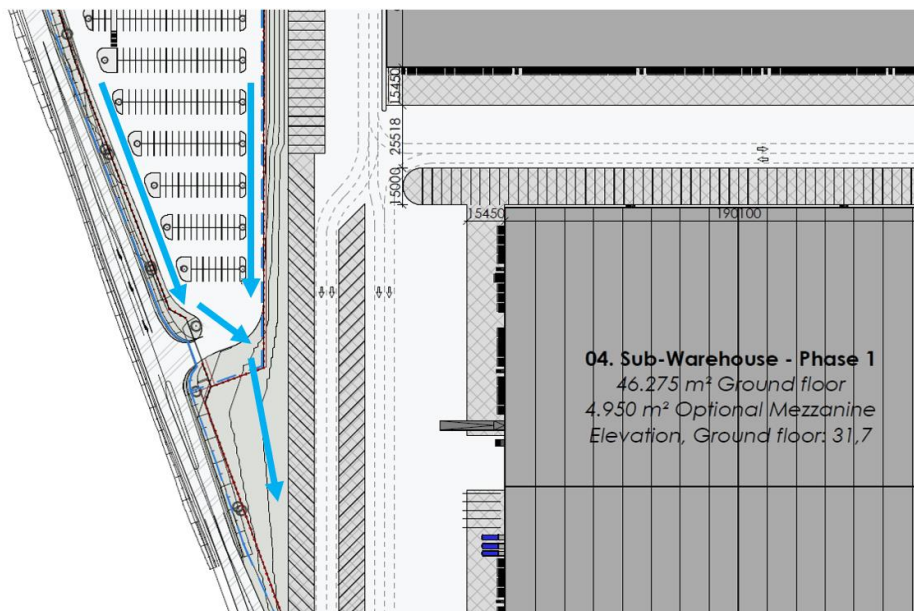 15450
25518
15000
15450
190100
04. Sub-Warehouse - Phase 1
46.275 m² Ground floor
4.950 m² Optional Mezzanine
Elevation, Ground floor: 31,7